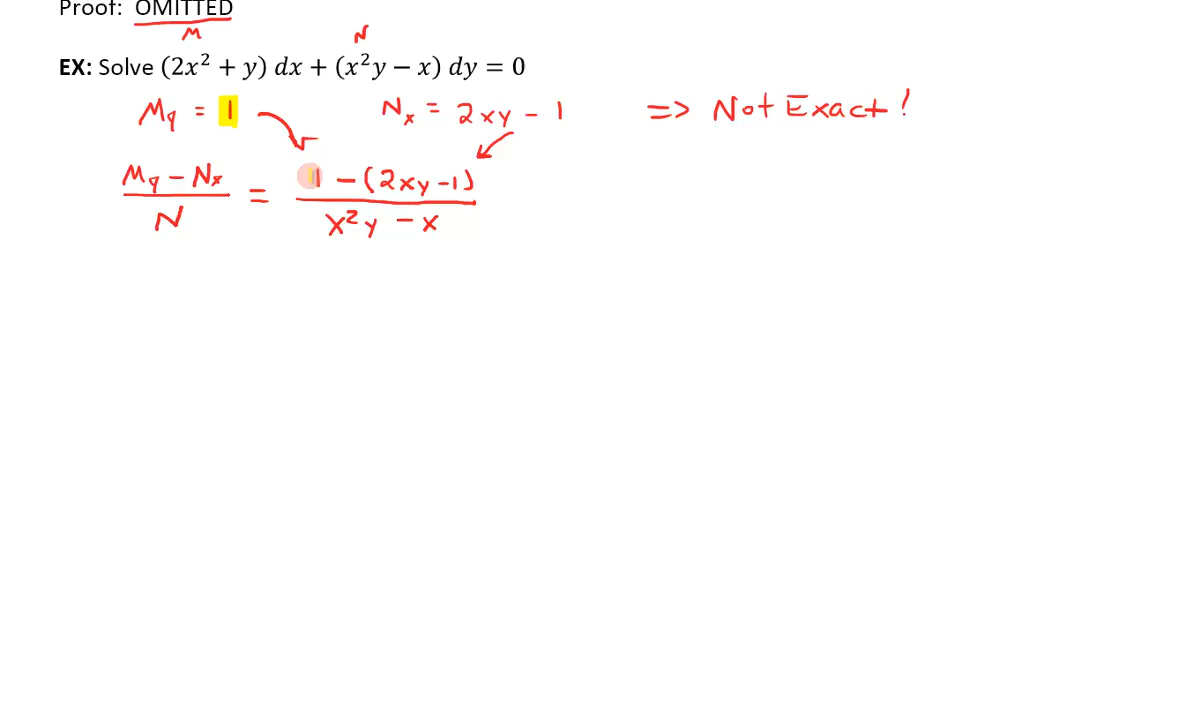 Proof: OMITTED
M N
EX: Solve (2x² + y) dx + (x²y − x) dy = 0
My = 1 Nx = 2xy - 1 => Not Exact!
My - Nx / N = 1 - (2xy - 1) / x²y - x